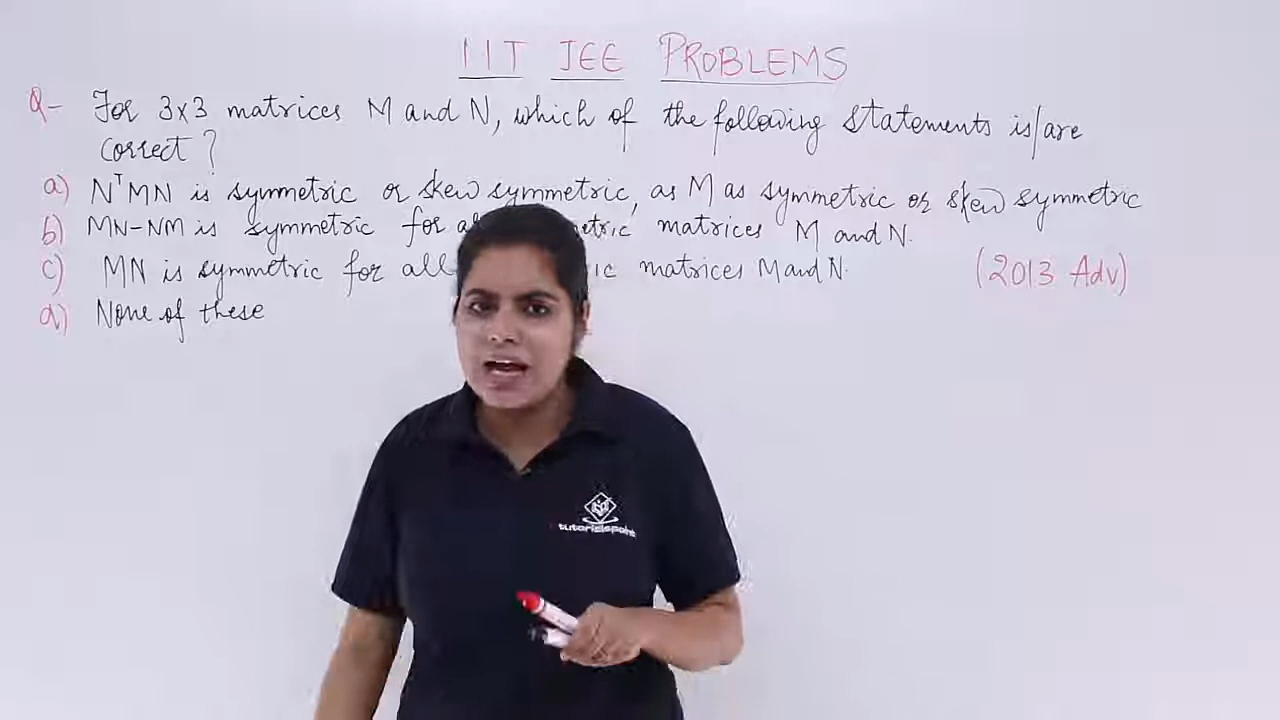 IIT JEE PROBLEMS
Q- For 3x3 matrices M and N, which of the following statements is/are
correct?
a) NᵀMN is symmetric or skew symmetric, as M as symmetric or skew symmetric
b) MN-NM is symmetric for matrices M and N.
c) MN is symmetric for all matrices M and N.
(2013 Adv)
d) None of these
tutorialspoint